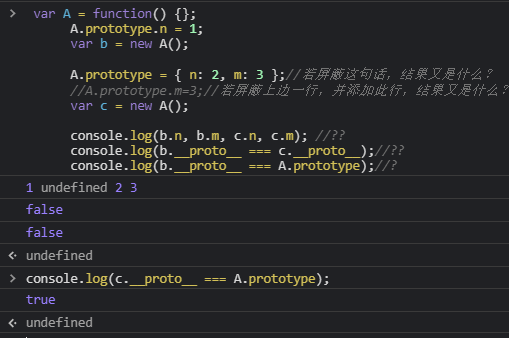 > var A = function() {};
A.prototype.n = 1;
var b = new A();
A.prototype = { n: 2, m: 3 };//若屏蔽这句话，结果又是什么？
//A.prototype.m=3;//若屏蔽上边一行，并添加此行，结果又是什么？
var c = new A();
console.log(b.n, b.m, c.n, c.m); //??
console.log(b.__proto__ === c.__proto__);//??
console.log(b.__proto__ === A.prototype);//?
1 undefined 2 3
false
false
undefined
> console.log(c.__proto__ === A.prototype);
true
undefined